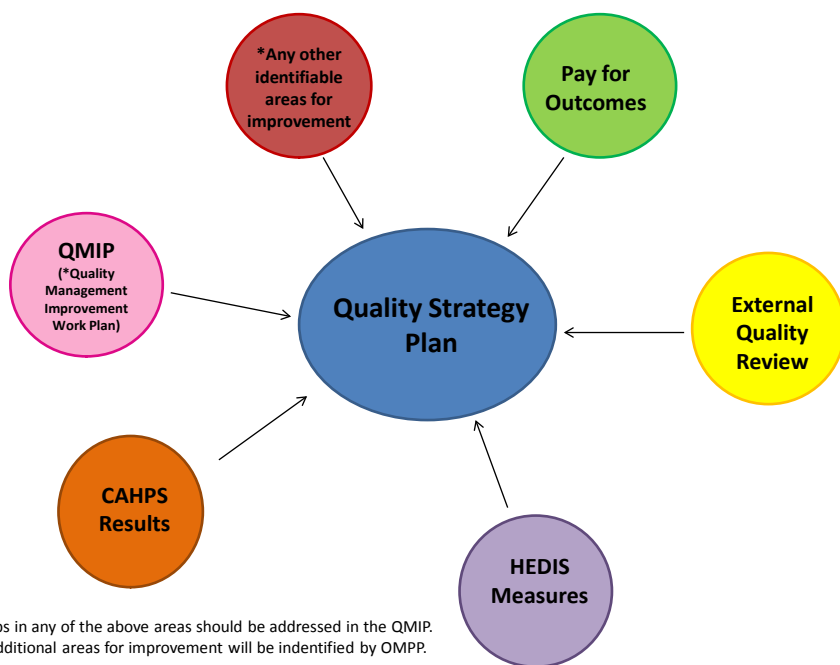 *Any other
identifiable
areas for
improvement
Pay for
Outcomes
QMIP
(*Quality
Management
Improvement
Work Plan)
Quality Strategy
Plan
External
Quality
Review
CAHPS
Results
HEDIS
Measures
in any of the above areas should be addressed in the QMIP.
areas for improvement will be indentified by OMPP.